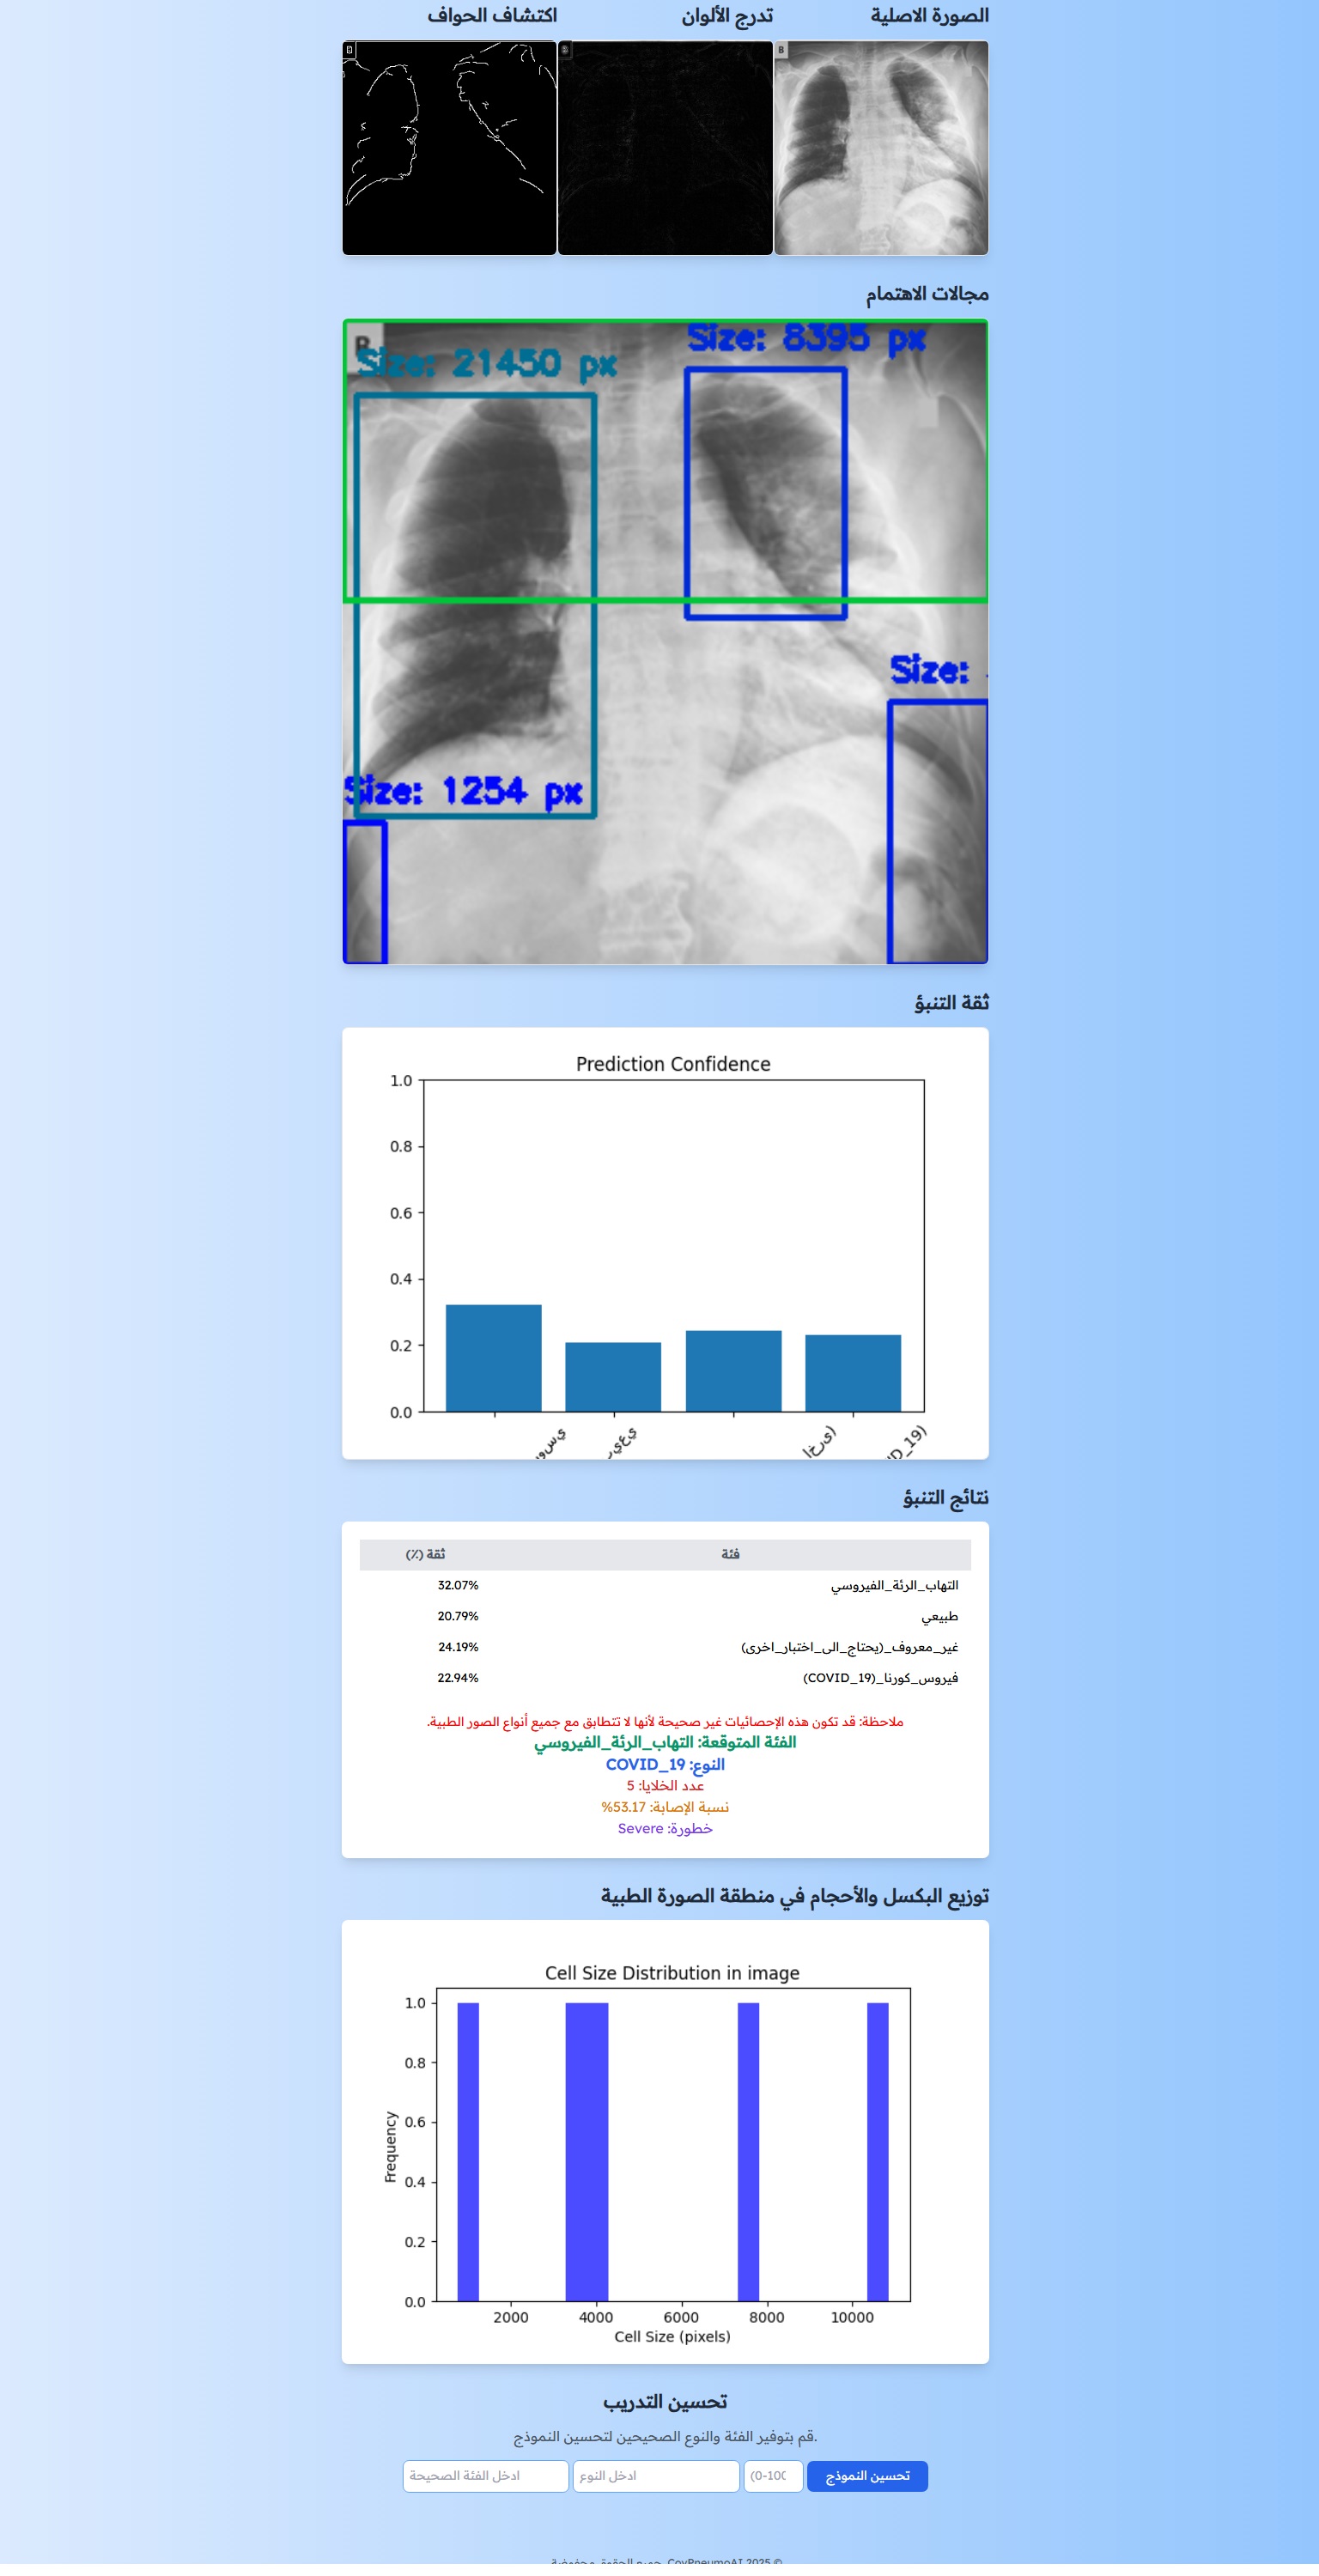 الصورة الاصلية
تدرج الألوان
اكتشاف الحواف
B
مجالات الاهتمام
Size: 8395 px
Size: 21450 px
Size:
Size: 1254 px
ثقة التنبؤ
Prediction Confidence
1.0
0.8
0.6
0.4
0.2
0.0
نتائج التنبؤ
فئة ثقة (٪)
التهاب_الرئة_الفيروسي 32.07%
طبيعي 20.79%
غير_معروف_(يحتاج_الى_اختبار_اخرى) 24.19%
فيروس_كورنا_(COVID_19) 22.94%
ملاحظة: قد تكون هذه الإحصائيات غير صحيحة لأنها لا تتطابق مع جميع أنواع الصور الطبية.
الفئة المتوقعة: التهاب_الرئة_الفيروسي
النوع: COVID_19
عدد الخلايا: 5
نسبة الإصابة: 53.17%
خطورة: Severe
توزيع البكسل والأحجام في منطقة الصورة الطبية
Cell Size Distribution in image
Frequency
1.0
0.8
0.6
0.4
0.2
0.0
2000 4000 6000 8000 10000
Cell Size (pixels)
تحسين التدريب
قم بتوفير الفئة والنوع الصحيحين لتحسين النموذج.
ادخل الفئة الصحيحة
ادخل النوع
(0-100
تحسين النموذج
© 2025 CovPneumoAI. جميع الحقوق محفوظة